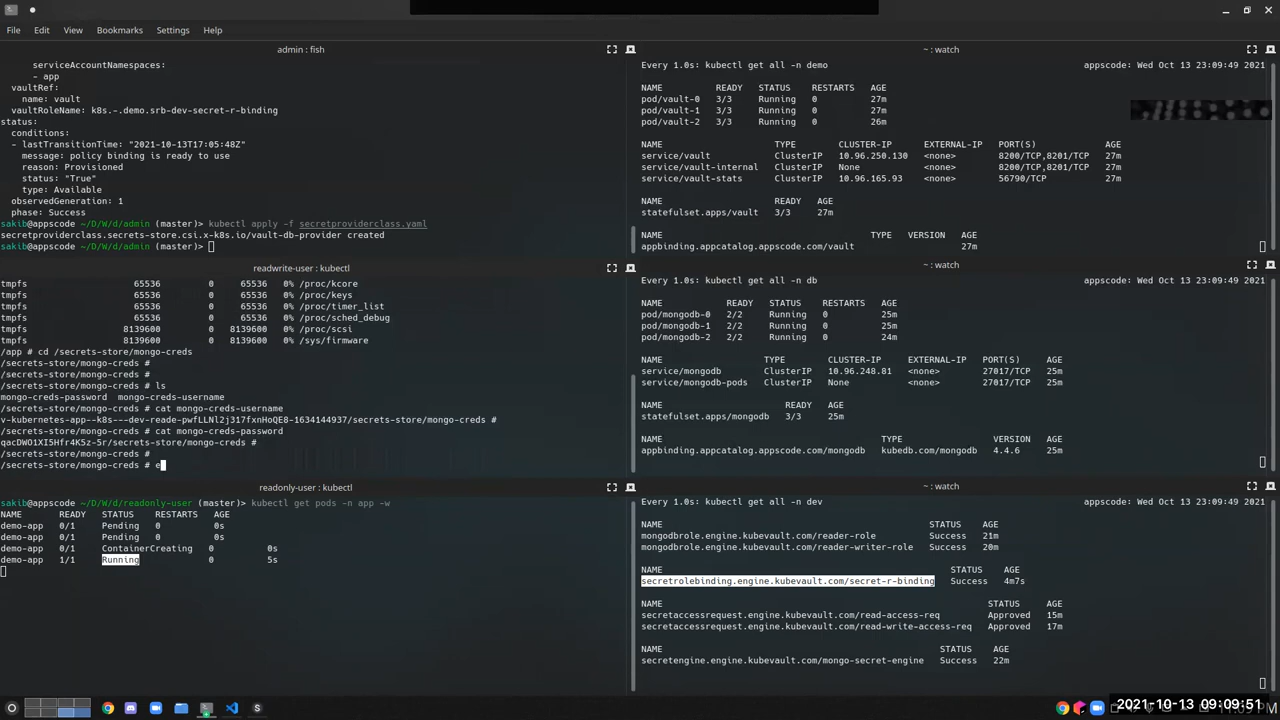 File Edit View Bookmarks Settings Help
admin : fish
serviceAccountNamespaces:
- app
vaultRef:
name: vault
vaultRoleName: k8s.-.demo.srb-dev-secret-r-binding
status:
conditions:
- lastTransitionTime: "2021-10-13T17:05:48Z"
message: policy binding is ready to use
reason: Provisioned
status: "True"
type: Available
observedGeneration: 1
phase: Success
sakib@appscode ~/D/W/d/admin (master)> kubectl apply -f secretproviderclass.yaml
secretproviderclass.secrets-store.csi.x-k8s.io/vault-db-provider created
sakib@appscode ~/D/W/d/admin (master)>
readwrite-user : kubectl
tmpfs 65536 0 65536 0% /proc/kcore
tmpfs 65536 0 65536 0% /proc/keys
tmpfs 65536 0 65536 0% /proc/timer_list
tmpfs 65536 0 65536 0% /proc/sched_debug
tmpfs 8139600 0 8139600 0% /proc/scsi
tmpfs 8139600 0 8139600 0% /sys/firmware
/app # cd /secrets-store/mongo-creds
/secrets-store/mongo-creds #
/secrets-store/mongo-creds #
/secrets-store/mongo-creds # ls
mongo-creds-password mongo-creds-username
/secrets-store/mongo-creds # cat mongo-creds-username
v-kubernetes-app--k8s---dev-reade-pwfLLNl2j317fxnHoQE8-1634144937/secrets-store/mongo-creds #
/secrets-store/mongo-creds # cat mongo-creds-password
qacDWO1XI5Hfr4K5z-5r/secrets-store/mongo-creds #
/secrets-store/mongo-creds #
/secrets-store/mongo-creds # e
readonly-user : kubectl
sakib@appscode ~/D/W/d/readonly-user (master)> kubectl get pods -n app -w
NAME READY STATUS RESTARTS AGE
demo-app 0/1 Pending 0 0s
demo-app 0/1 Pending 0 0s
demo-app 0/1 ContainerCreating 0 0s
demo-app 1/1 Running 0 5s
~ : watch
Every 1.0s: kubectl get all -n demo appscode: Wed Oct 13 23:09:49 2021
NAME READY STATUS RESTARTS AGE
pod/vault-0 3/3 Running 0 27m
pod/vault-1 3/3 Running 0 27m
pod/vault-2 3/3 Running 0 26m
NAME TYPE CLUSTER-IP EXTERNAL-IP PORT(S) AGE
service/vault ClusterIP 10.96.250.130 <none> 8200/TCP,8201/TCP 27m
service/vault-internal ClusterIP None <none> 8200/TCP,8201/TCP 27m
service/vault-stats ClusterIP 10.96.165.93 <none> 56790/TCP 27m
NAME READY AGE
statefulset.apps/vault 3/3 27m
NAME TYPE VERSION AGE
appbinding.appcatalog.appscode.com/vault 27m
~ : watch
Every 1.0s: kubectl get all -n db appscode: Wed Oct 13 23:09:49 2021
NAME READY STATUS RESTARTS AGE
pod/mongodb-0 2/2 Running 0 25m
pod/mongodb-1 2/2 Running 0 25m
pod/mongodb-2 2/2 Running 0 24m
NAME TYPE CLUSTER-IP EXTERNAL-IP PORT(S) AGE
service/mongodb ClusterIP 10.96.248.81 <none> 27017/TCP 25m
service/mongodb-pods ClusterIP None <none> 27017/TCP 25m
NAME READY AGE
statefulset.apps/mongodb 3/3 25m
NAME TYPE VERSION AGE
appbinding.appcatalog.appscode.com/mongodb kubedb.com/mongodb 4.4.6 25m
~ : watch
Every 1.0s: kubectl get all -n dev appscode: Wed Oct 13 23:09:49 2021
NAME STATUS AGE
mongodbrole.engine.kubevault.com/reader-role Success 21m
mongodbrole.engine.kubevault.com/reader-writer-role Success 20m
NAME STATUS AGE
secretrolebinding.engine.kubevault.com/secret-r-binding Success 4m7s
NAME STATUS AGE
secretaccessrequest.engine.kubevault.com/read-access-req Approved 15m
secretaccessrequest.engine.kubevault.com/read-write-access-req Approved 17m
NAME STATUS AGE
secretengine.engine.kubevault.com/mongo-secret-engine Success 22m
2021-10-13 09:09:51